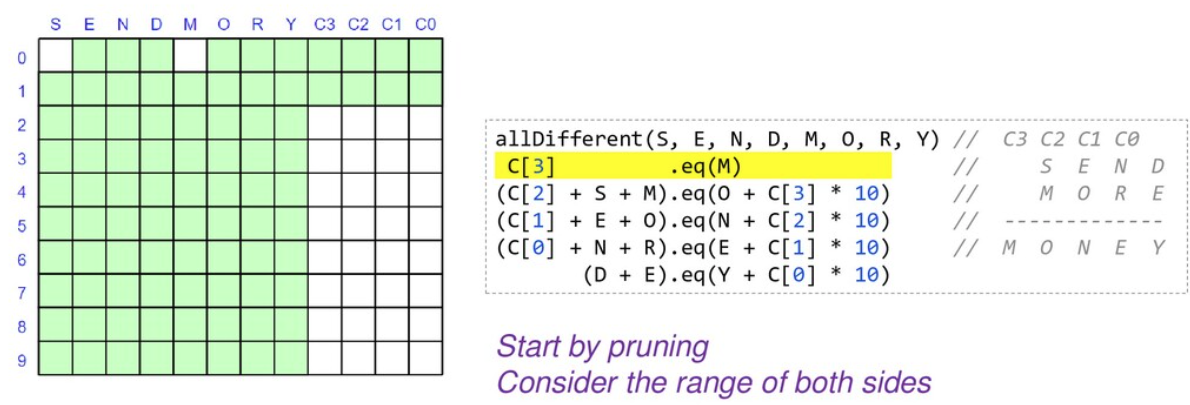 S E N D M O R Y C3 C2 C1 C0
0
1
2
3
4
5
6
7
8
9
allDifferent(S, E, N, D, M, O, R, Y) // C3 C2 C1 C0
C[3] .eq(M) // S E N D
(C[2] + S + M).eq(O + C[3] * 10) // M O R E
(C[1] + E + O).eq(N + C[2] * 10) // -------------
(C[0] + N + R).eq(E + C[1] * 10) // M O N E Y
(D + E).eq(Y + C[0] * 10)
Start by pruning
Consider the range of both sides